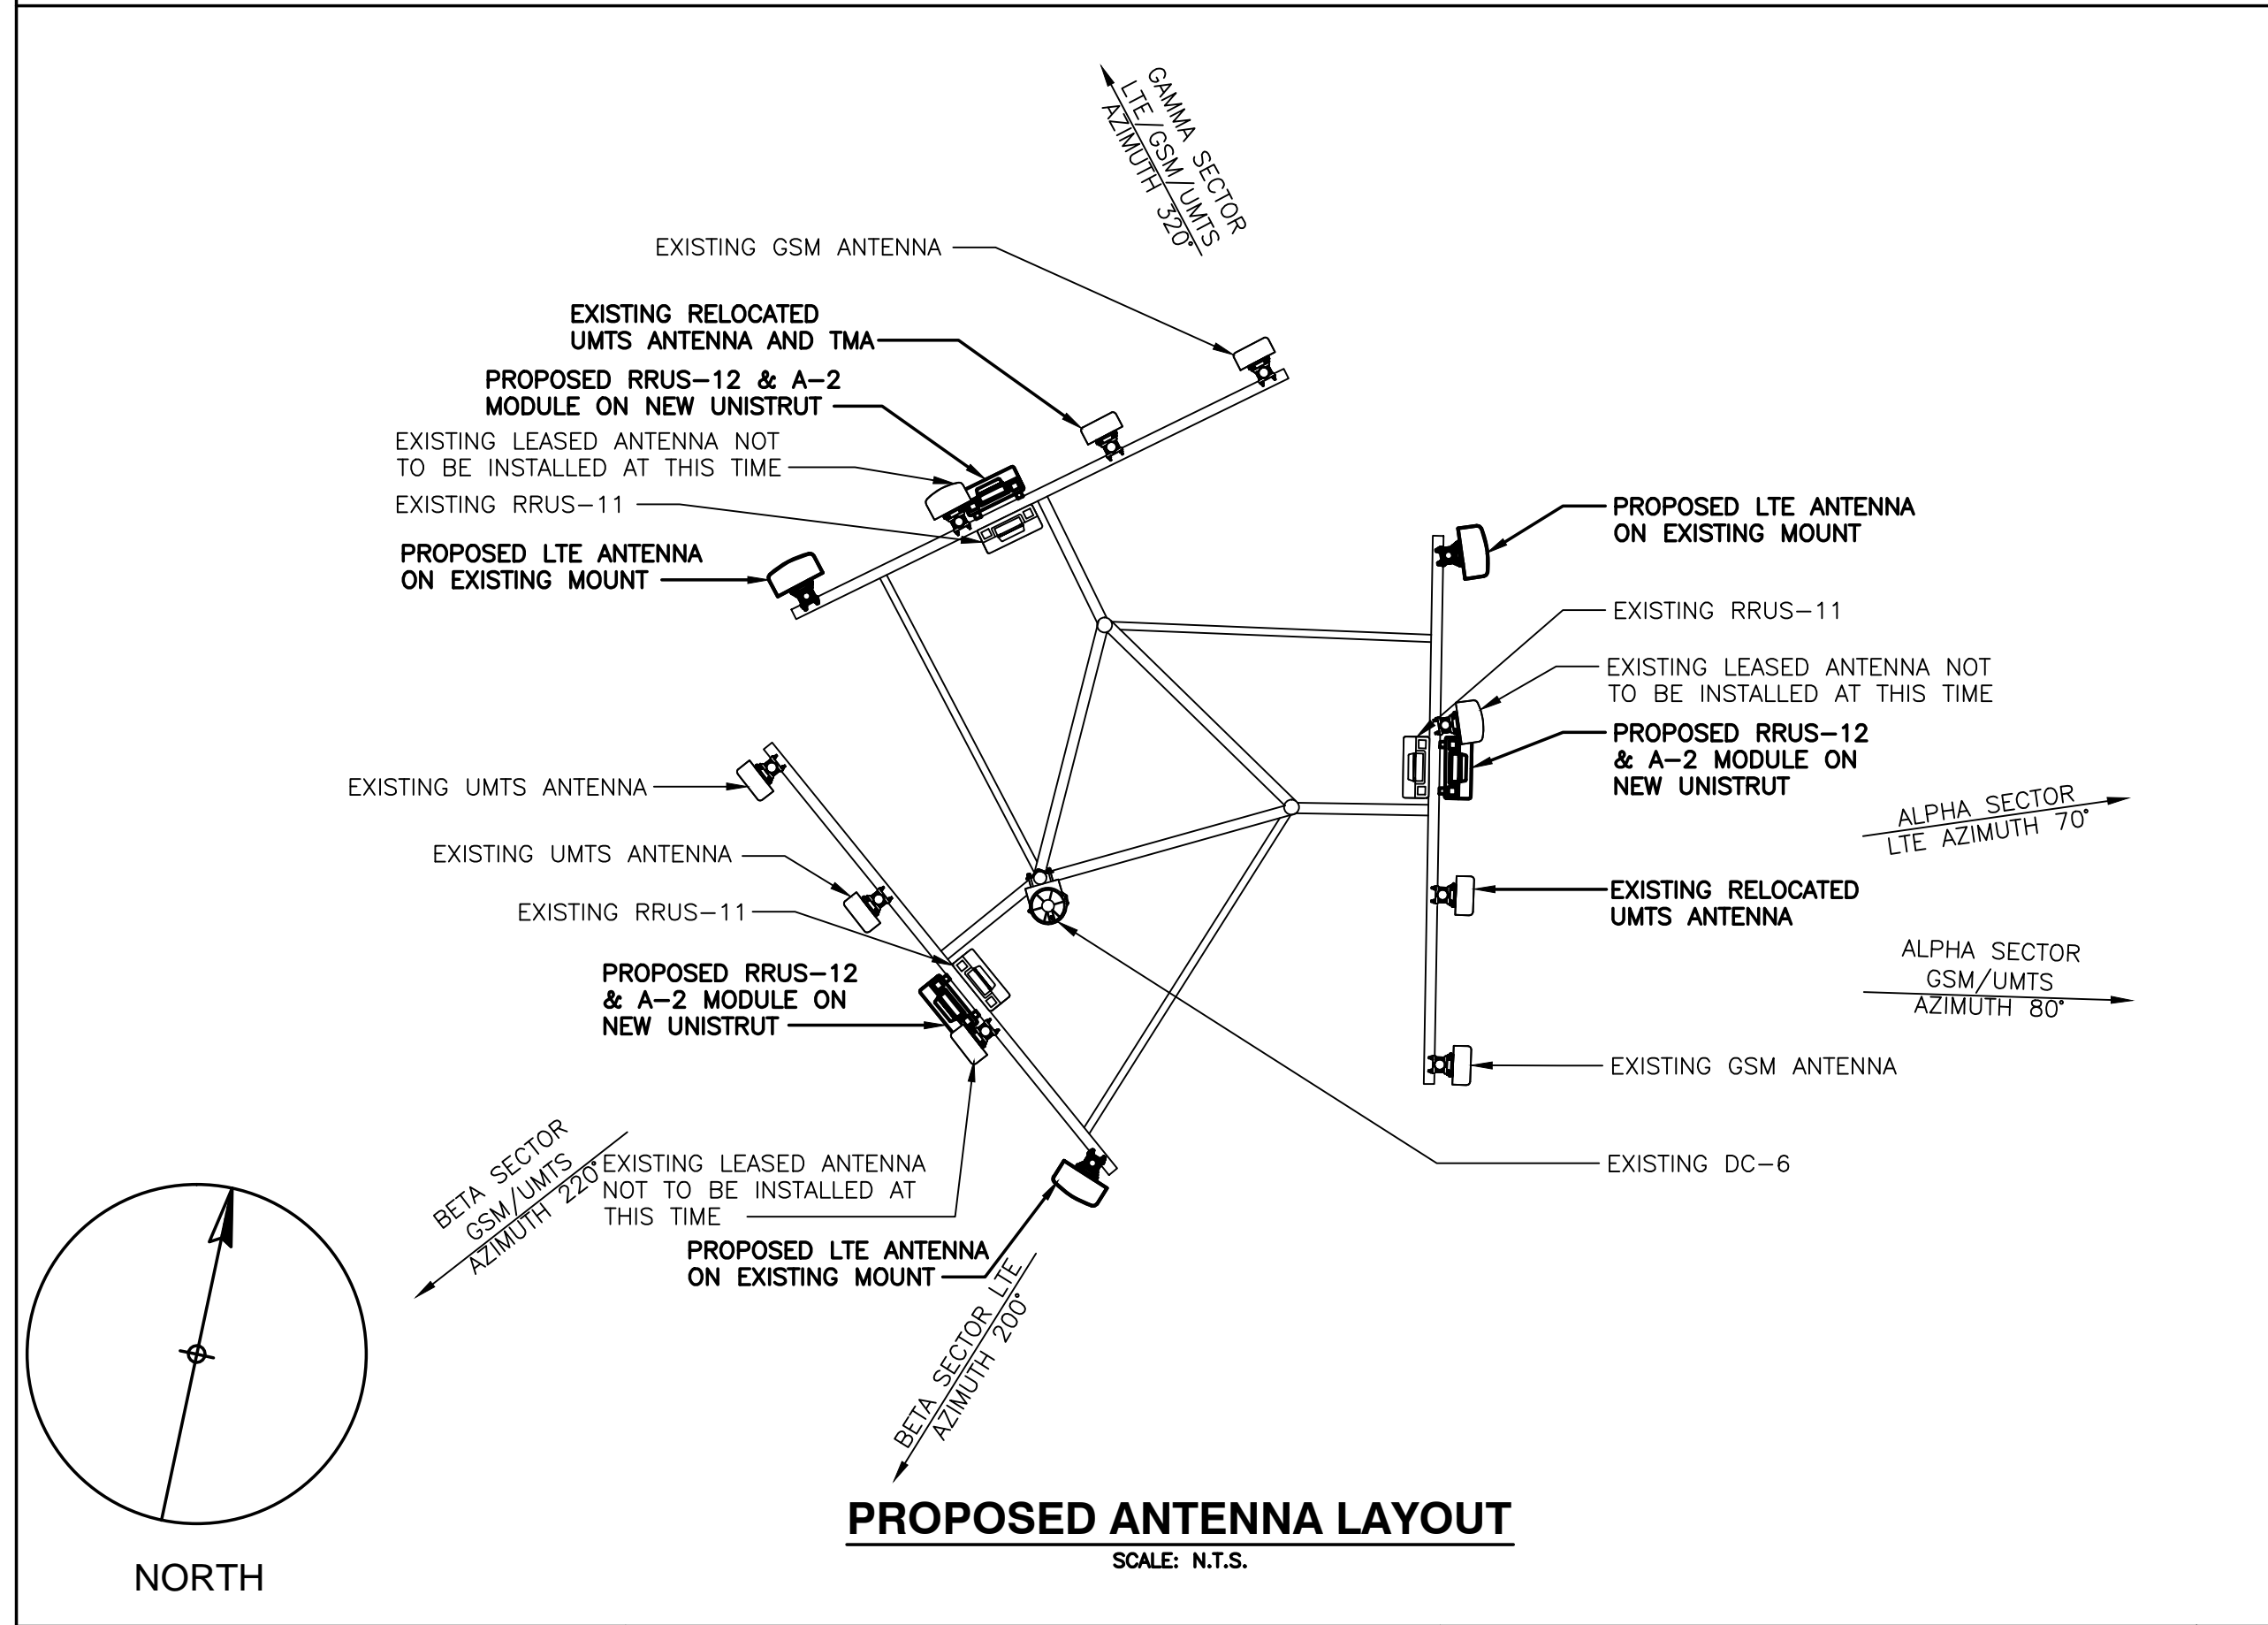 GAMMA SECTOR
LTE/GSM/UMTS
AZIMUTH 320°
EXISTING GSM ANTENNA
EXISTING RELOCATED
UMTS ANTENNA AND TMA
PROPOSED RRUS-12 & A-2
MODULE ON NEW UNISTRUT
EXISTING LEASED ANTENNA NOT
TO BE INSTALLED AT THIS TIME
EXISTING RRUS-11
PROPOSED LTE ANTENNA
ON EXISTING MOUNT
PROPOSED LTE ANTENNA
ON EXISTING MOUNT
EXISTING RRUS-11
EXISTING LEASED ANTENNA NOT
TO BE INSTALLED AT THIS TIME
PROPOSED RRUS-12
& A-2 MODULE ON
NEW UNISTRUT
ALPHA SECTOR
LTE AZIMUTH 70°
EXISTING RELOCATED
UMTS ANTENNA
ALPHA SECTOR
GSM/UMTS
AZIMUTH 80°
EXISTING GSM ANTENNA
EXISTING DC-6
EXISTING UMTS ANTENNA
EXISTING UMTS ANTENNA
EXISTING RRUS-11
PROPOSED RRUS-12
& A-2 MODULE ON
NEW UNISTRUT
BETA SECTOR
GSM/UMTS
AZIMUTH 220°
EXISTING LEASED ANTENNA
NOT TO BE INSTALLED AT
THIS TIME
PROPOSED LTE ANTENNA
ON EXISTING MOUNT
BETA SECTOR LTE
AZIMUTH 200°
NORTH
PROPOSED ANTENNA LAYOUT
SCALE: N.T.S.